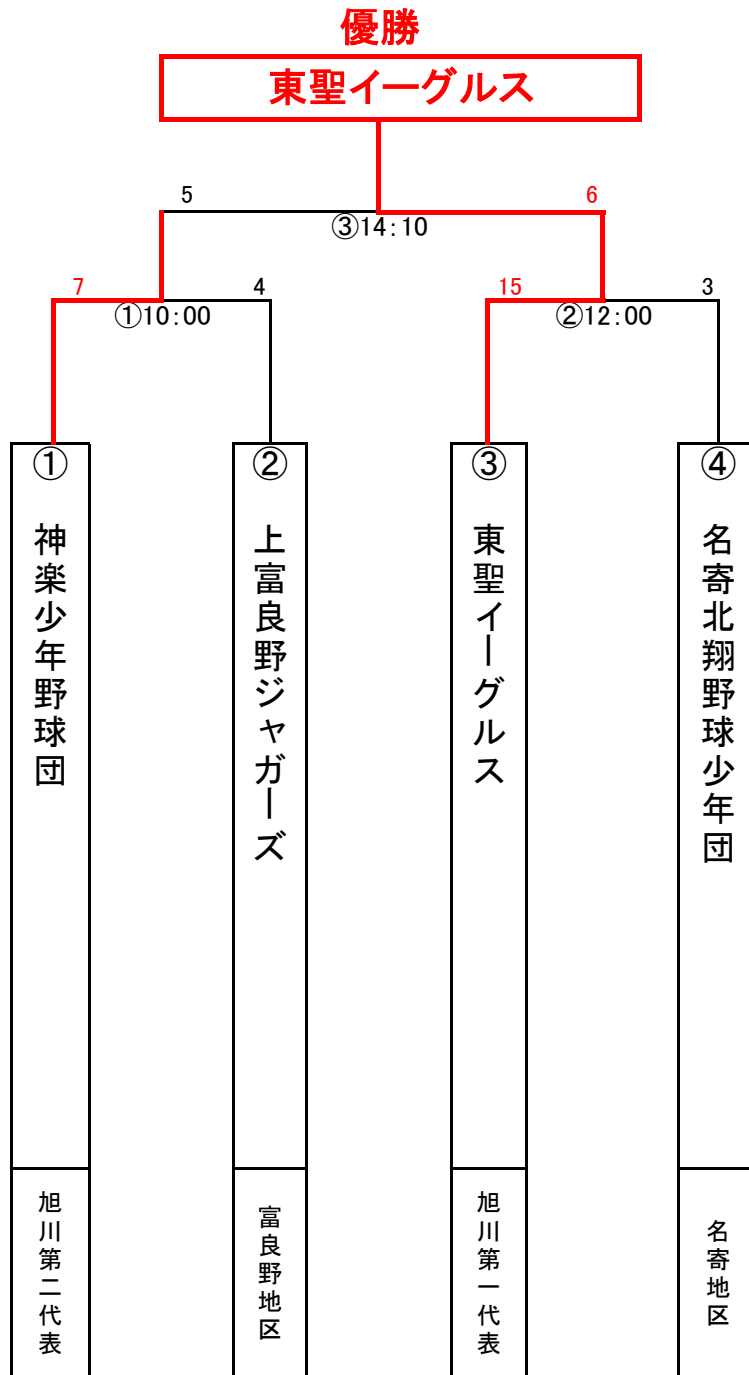 優勝
東聖イーグルス
5
6
③14:10
7
4
15
3
①10:00
②12:00
①
神楽少年野球団
旭川第二代表
②
上富良野ジャガーズ
富良野地区
③
東聖イーグルス
旭川第一代表
④
名寄北翔野球少年団
名寄地区